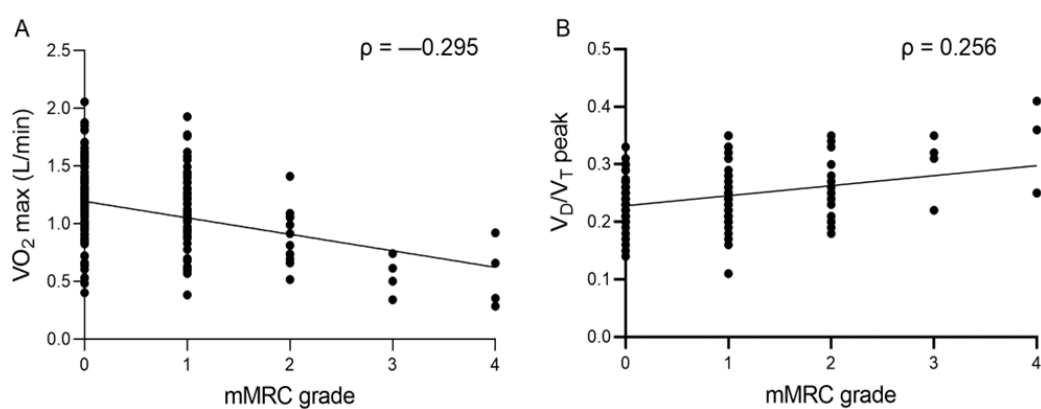 A
ρ = —0.295
VO₂ max (L/min)
2.5
2.0
1.5
1.0
0.5
0.0
0 1 2 3 4
mMRC grade
B
ρ = 0.256
V_D/V_T peak
0.5
0.4
0.3
0.2
0.1
0.0
0 1 2 3 4
mMRC grade